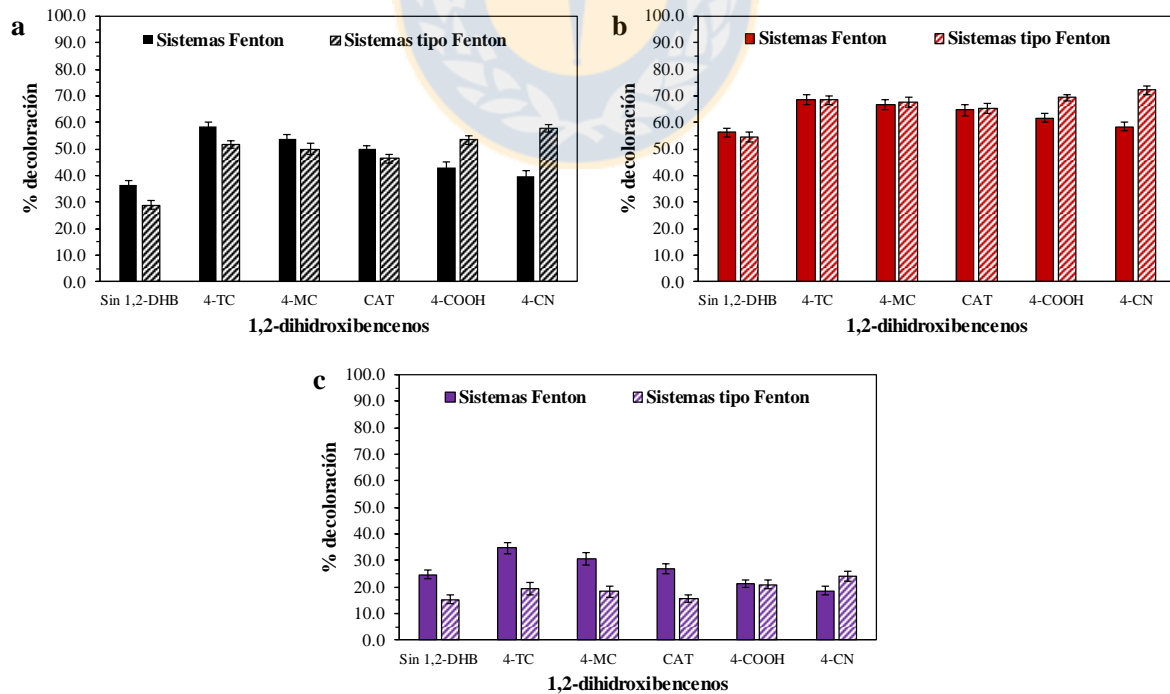 a
Sistemas Fenton
Sistemas tipo Fenton
100.0
90.0
80.0
70.0
60.0
50.0
40.0
30.0
20.0
10.0
0.0
% decoloración
Sin 1,2-DHB 4-TC 4-MC CAT 4-COOH 4-CN
1,2-dihidroxibencenos
b
Sistemas Fenton
Sistemas tipo Fenton
100.0
90.0
80.0
70.0
60.0
50.0
40.0
30.0
20.0
10.0
0.0
% decoloración
Sin 1,2-DHB 4-TC 4-MC CAT 4-COOH 4-CN
1,2-dihidroxibencenos
c
Sistemas Fenton
Sistemas tipo Fenton
100.0
90.0
80.0
70.0
60.0
50.0
40.0
30.0
20.0
10.0
0.0
% decoloración
Sin 1,2-DHB 4-TC 4-MC CAT 4-COOH 4-CN
1,2-dihidroxibencenos